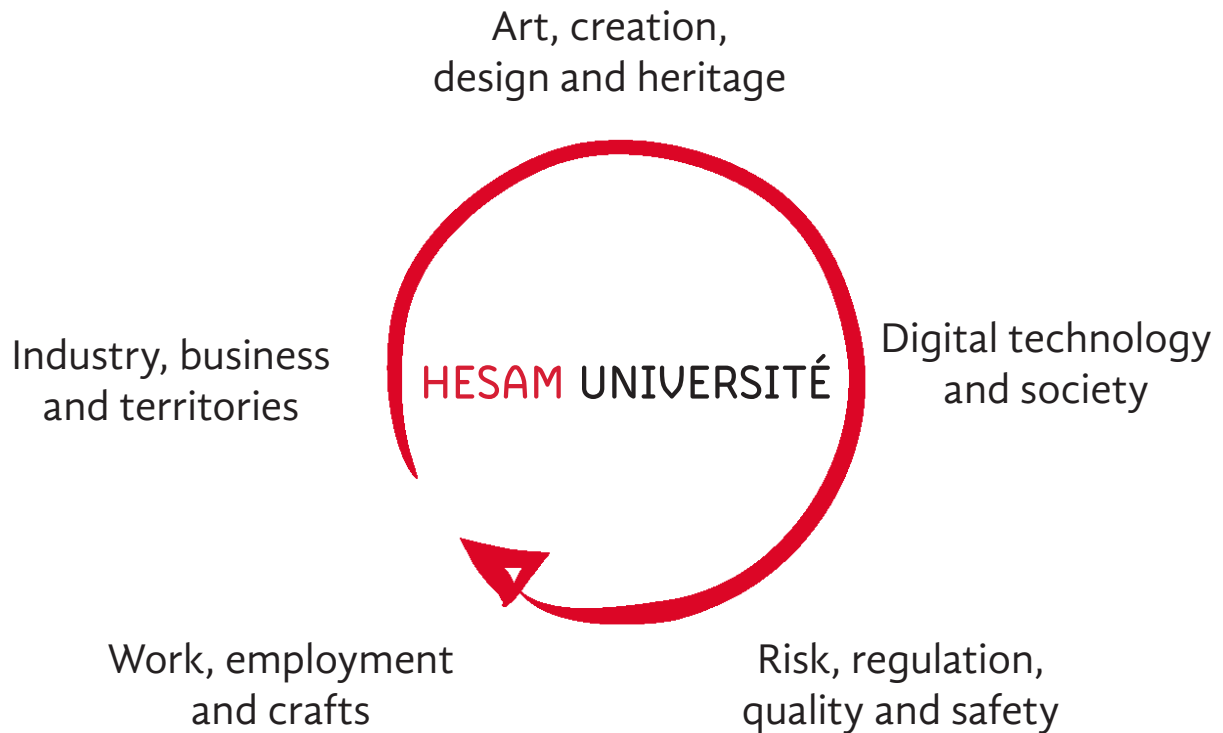 Art, creation,
design and heritage
Industry, business
and territories
HESAM UNIVERSITÉ
Digital technology
and society
Work, employment
and crafts
Risk, regulation,
quality and safety